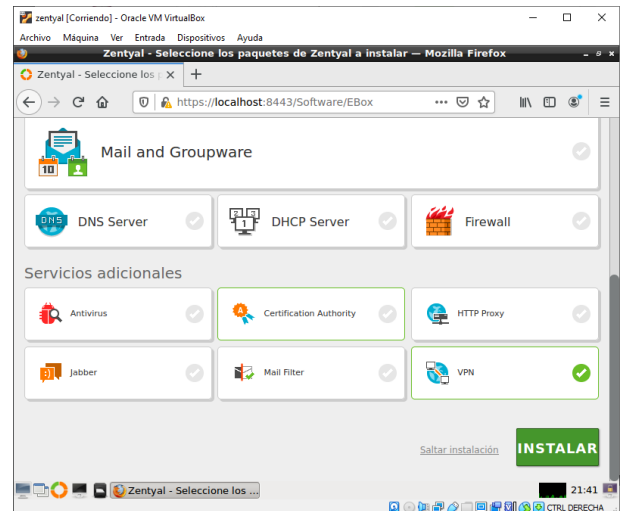 zentyal [Corriendo] - Oracle VM VirtualBox
Archivo Máquina Ver Entrada Dispositivos Ayuda
Zentyal - Seleccione los paquetes de Zentyal a instalar — Mozilla Firefox
Zentyal - Seleccione los p
https://localhost:8443/Software/EBox
10
Mail and Groupware
DNS
DNS Server
DHCP Server
Firewall
Servicios adicionales
Antivirus
Certification Authority
HTTP Proxy
Jabber
Mail Filter
VPN
Saltar instalación
INSTALAR
Zentyal - Seleccione los ...
21:41
CTRL DERECHA